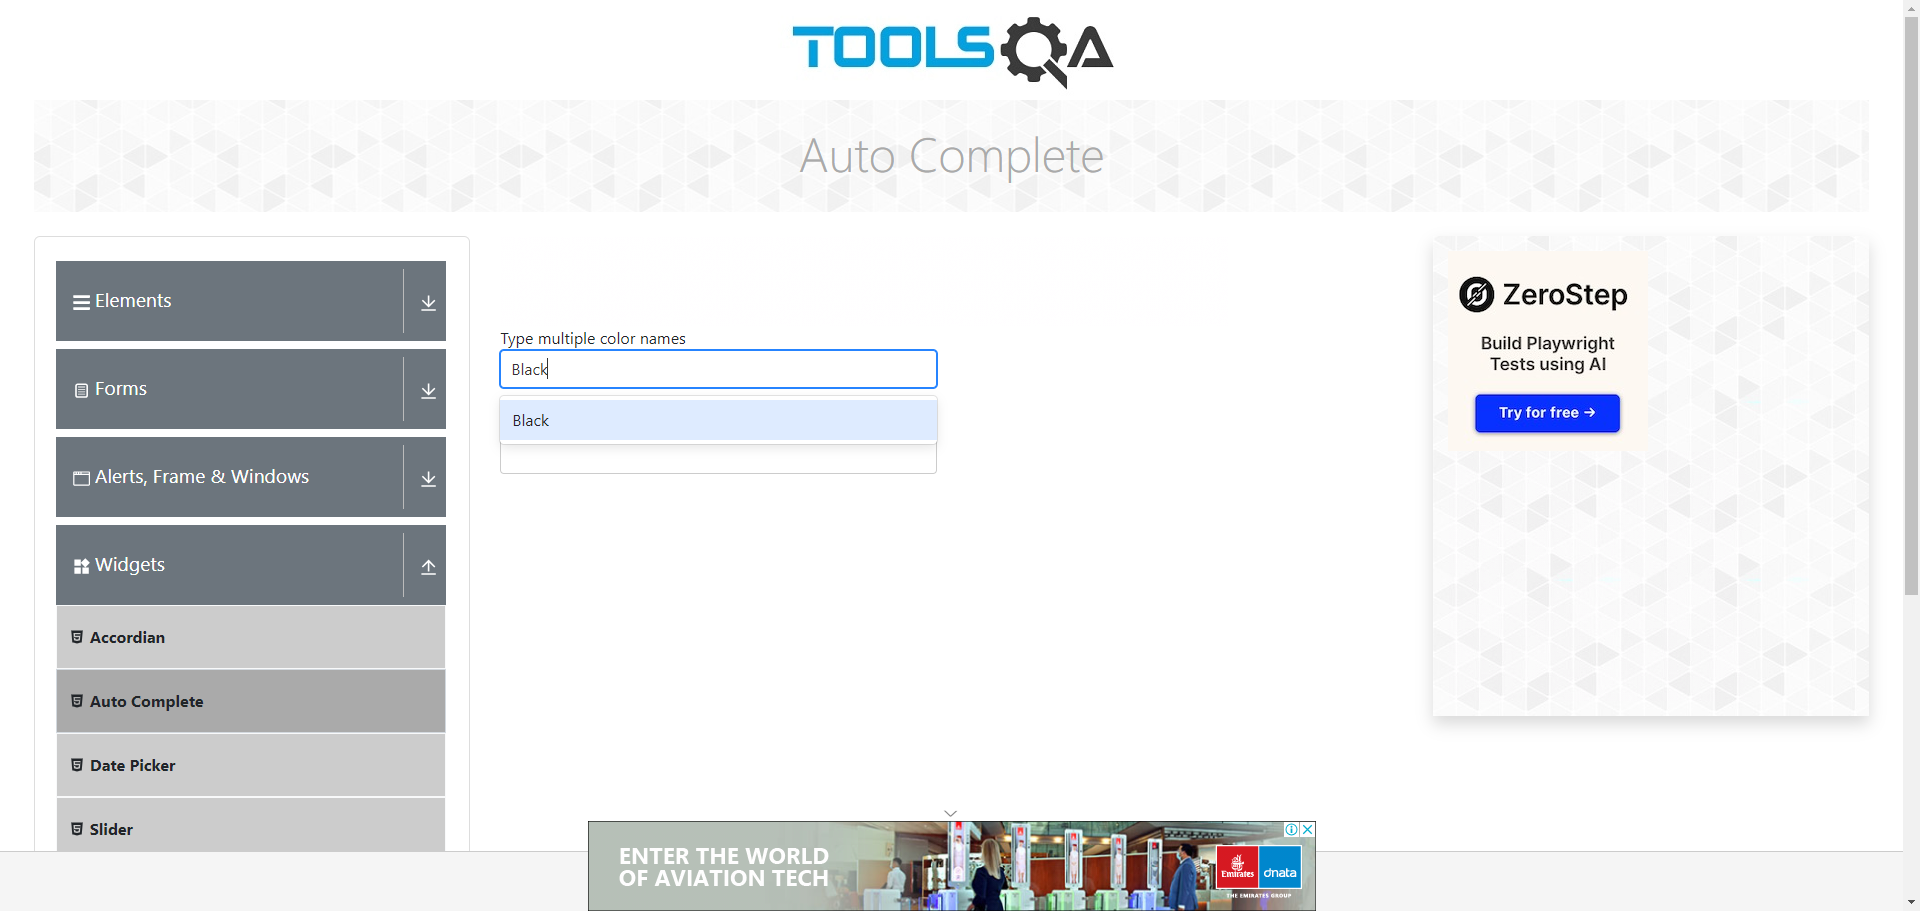 TOOLSQA
Auto Complete
Elements
Forms
Alerts, Frame & Windows
Widgets
Accordian
Auto Complete
Date Picker
Slider
Type multiple color names
Black
Black
ZeroStep
Build Playwright
Tests using AI
Try for free →
ENTER THE WORLD
OF AVIATION TECH
Emirates
dnata
THE EMIRATES GROUP